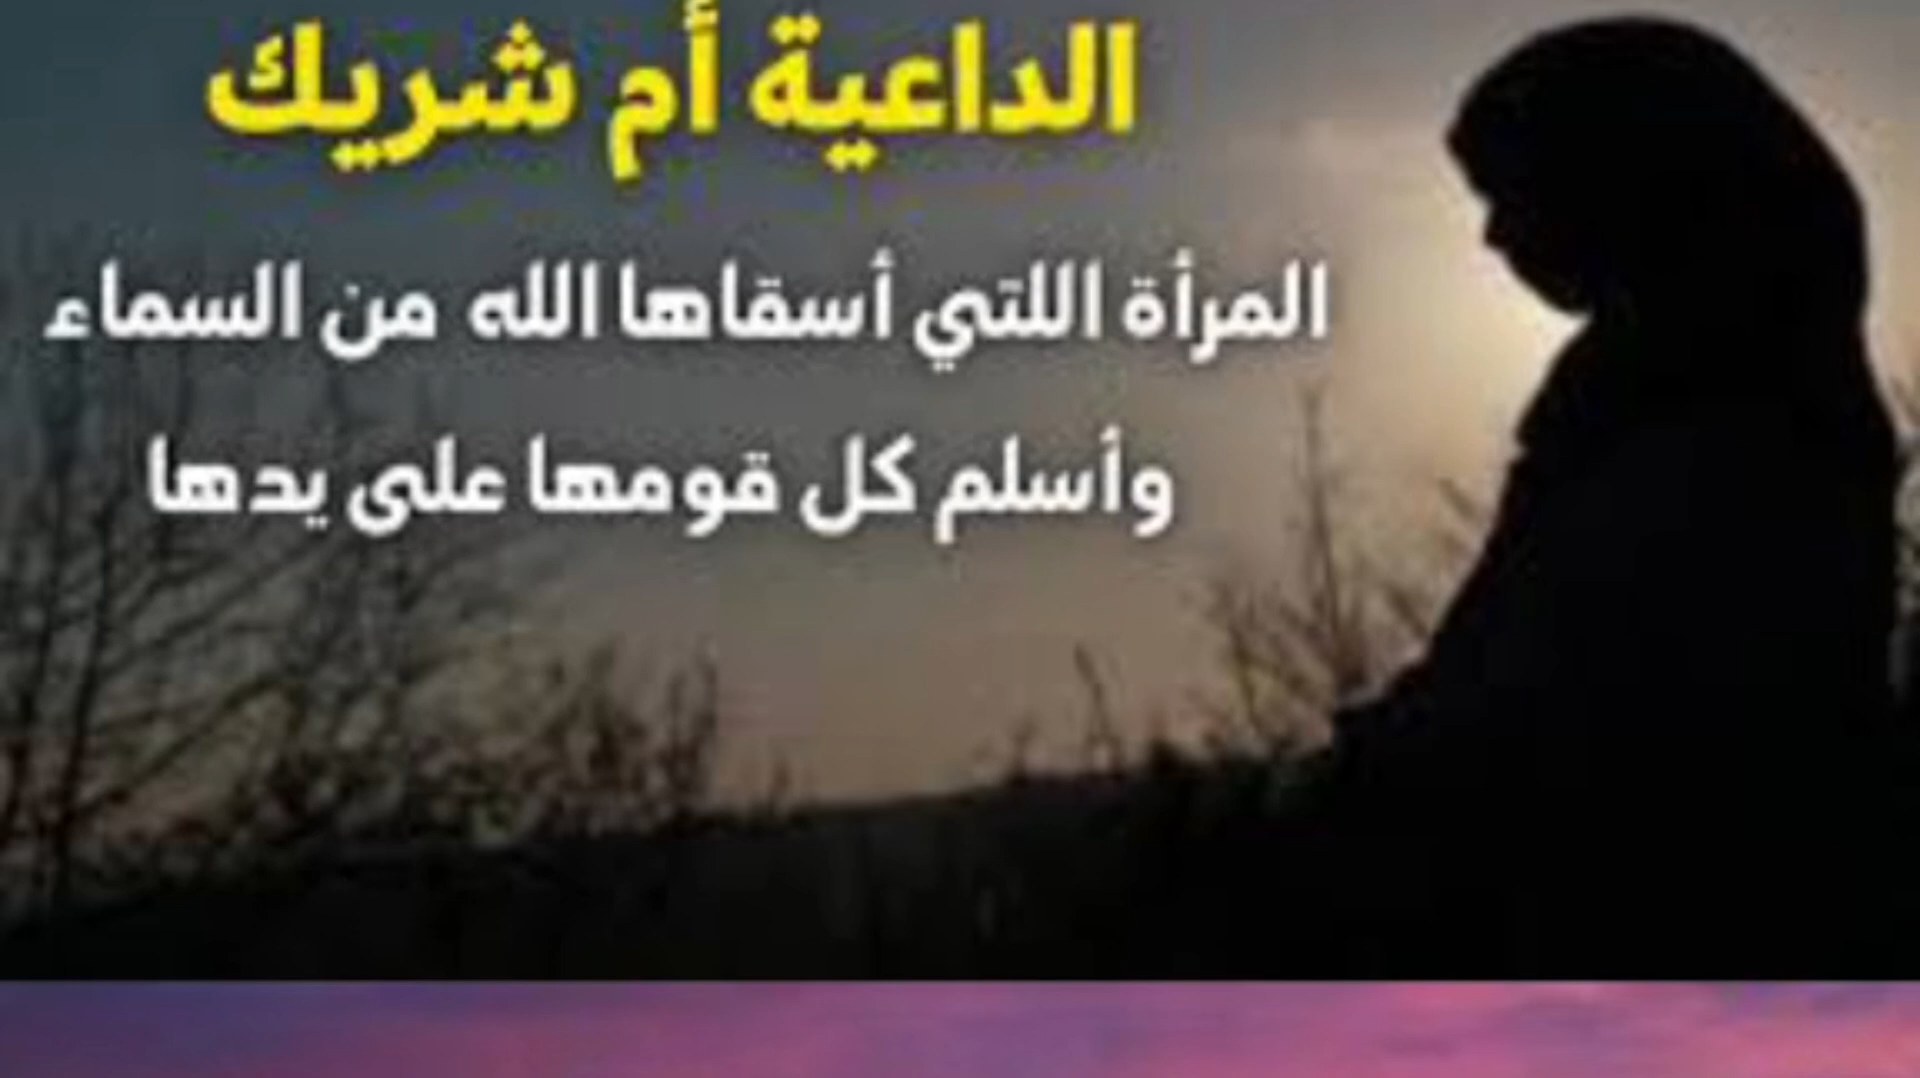 الداعية أم شريك
المرأة اللتي أسقاها الله من السماء
وأسلم كل قومها على يدها